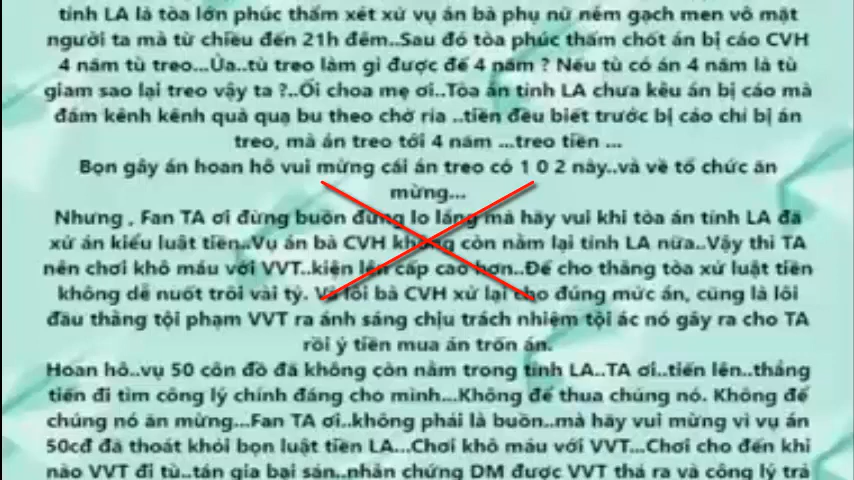 tỉnh LA là tòa lớn phúc thẩm xét xử vụ án bà phụ nữ ném gạch men vô mặt
người ta mà từ chiều đến 21h đêm..Sau đó tòa phúc thẩm chốt án bị cáo CVH
4 năm tù treo...Ủa..tù treo làm gì được để 4 năm ? Nếu tù có án 4 năm là tù
giam sao lại treo vậy ta ?..Ối choa mẹ ơi..Tòa án tỉnh LA chưa kêu án bị cáo mà
đám kênh kênh quà quạ bu theo chờ rỉa ..tiền đều biết trước bị cáo chỉ bị án
treo, mà án treo tới 4 năm ...treo tiền ...
Bọn gây án hoan hô vui mừng cái án treo có 1 0 2 này..và về tổ chức ăn
mừng...
Nhưng , Fan TA ơi đừng buồn đừng lo lắng mà hãy vui khi tòa án tỉnh LA đã
xử án kiểu luật tiền..Vụ án bà CVH không còn nằm lại tỉnh LA nữa..Vậy thì TA
nên chơi khô máu với VVT..kiện lên cấp cao hơn..Để cho thằng tòa xử luật tiền
không dễ nuốt trôi vài tỷ. Và lôi bà CVH xử lại cho đúng mức án, cũng là lôi
đầu thằng tội phạm VVT ra ánh sáng chịu trách nhiệm tội ác nó gây ra cho TA
rồi ỷ tiền mua án trốn án.
Hoan hô..vụ 50 côn đồ đã không còn nằm trong tỉnh LA..TA ơi..tiến lên..thẳng
tiến đi tìm công lý chính đáng cho mình...Không để thua chúng nó. Không để
chúng nó ăn mừng...Fan TA ơi..không phải là buồn..mà hãy vui mừng vì vụ án
50cđ đã thoát khỏi bọn luật tiền LA...Chơi khô máu với VVT...Chơi cho đến khi
nào VVT đi tù..tán gia bại sản..nhân chứng DM được VVT thả ra và công lý trả